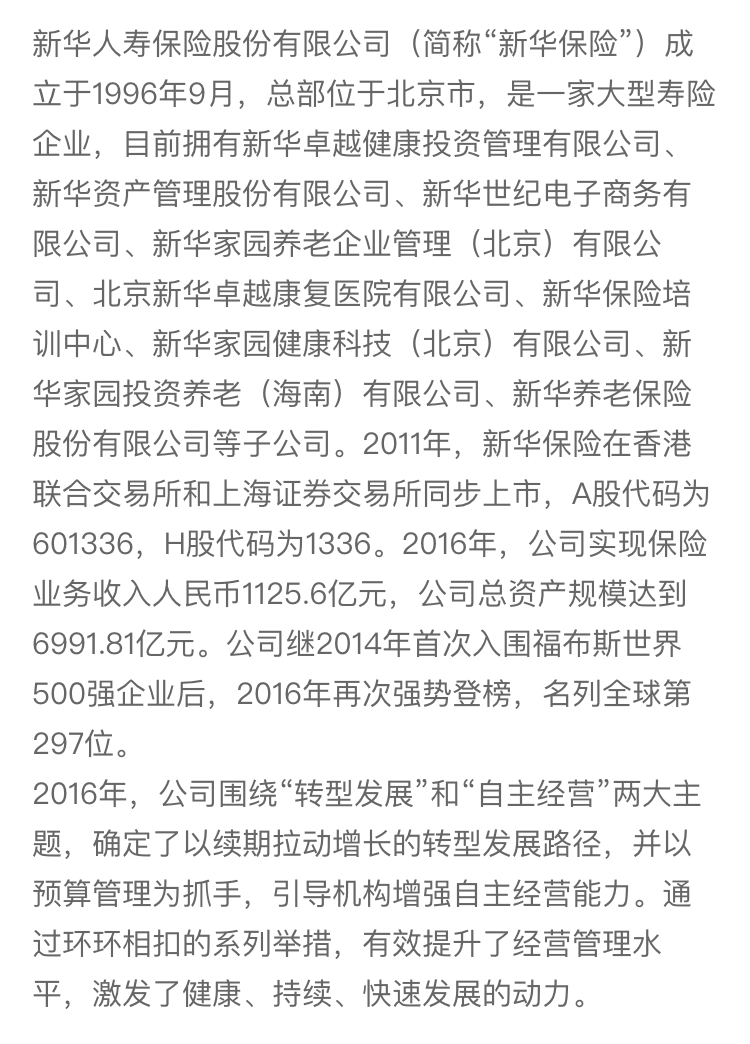 新华人寿保险股份有限公司（简称“新华保险”）成
立于1996年9月，总部位于北京市，是一家大型寿险
企业，目前拥有新华卓越健康投资管理有限公司、
新华资产管理股份有限公司、新华世纪电子商务有
限公司、新华家园养老企业管理（北京）有限公
司、北京新华卓越康复医院有限公司、新华保险培
训中心、新华家园健康科技（北京）有限公司、新
华家园投资养老（海南）有限公司、新华养老保险
股份有限公司等子公司。2011年，新华保险在香港
联合交易所和上海证券交易所同步上市，A股代码为
601336，H股代码为1336。2016年，公司实现保险
业务收入人民币1125.6亿元，公司总资产规模达到
6991.81亿元。公司继2014年首次入围福布斯世界
500强企业后，2016年再次强势登榜，名列全球第
297位。
2016年，公司围绕“转型发展”和“自主经营”两大主
题，确定了以续期拉动增长的转型发展路径，并以
预算管理为抓手，引导机构增强自主经营能力。通
过环环相扣的系列举措，有效提升了经营管理水
平，激发了健康、持续、快速发展的动力。